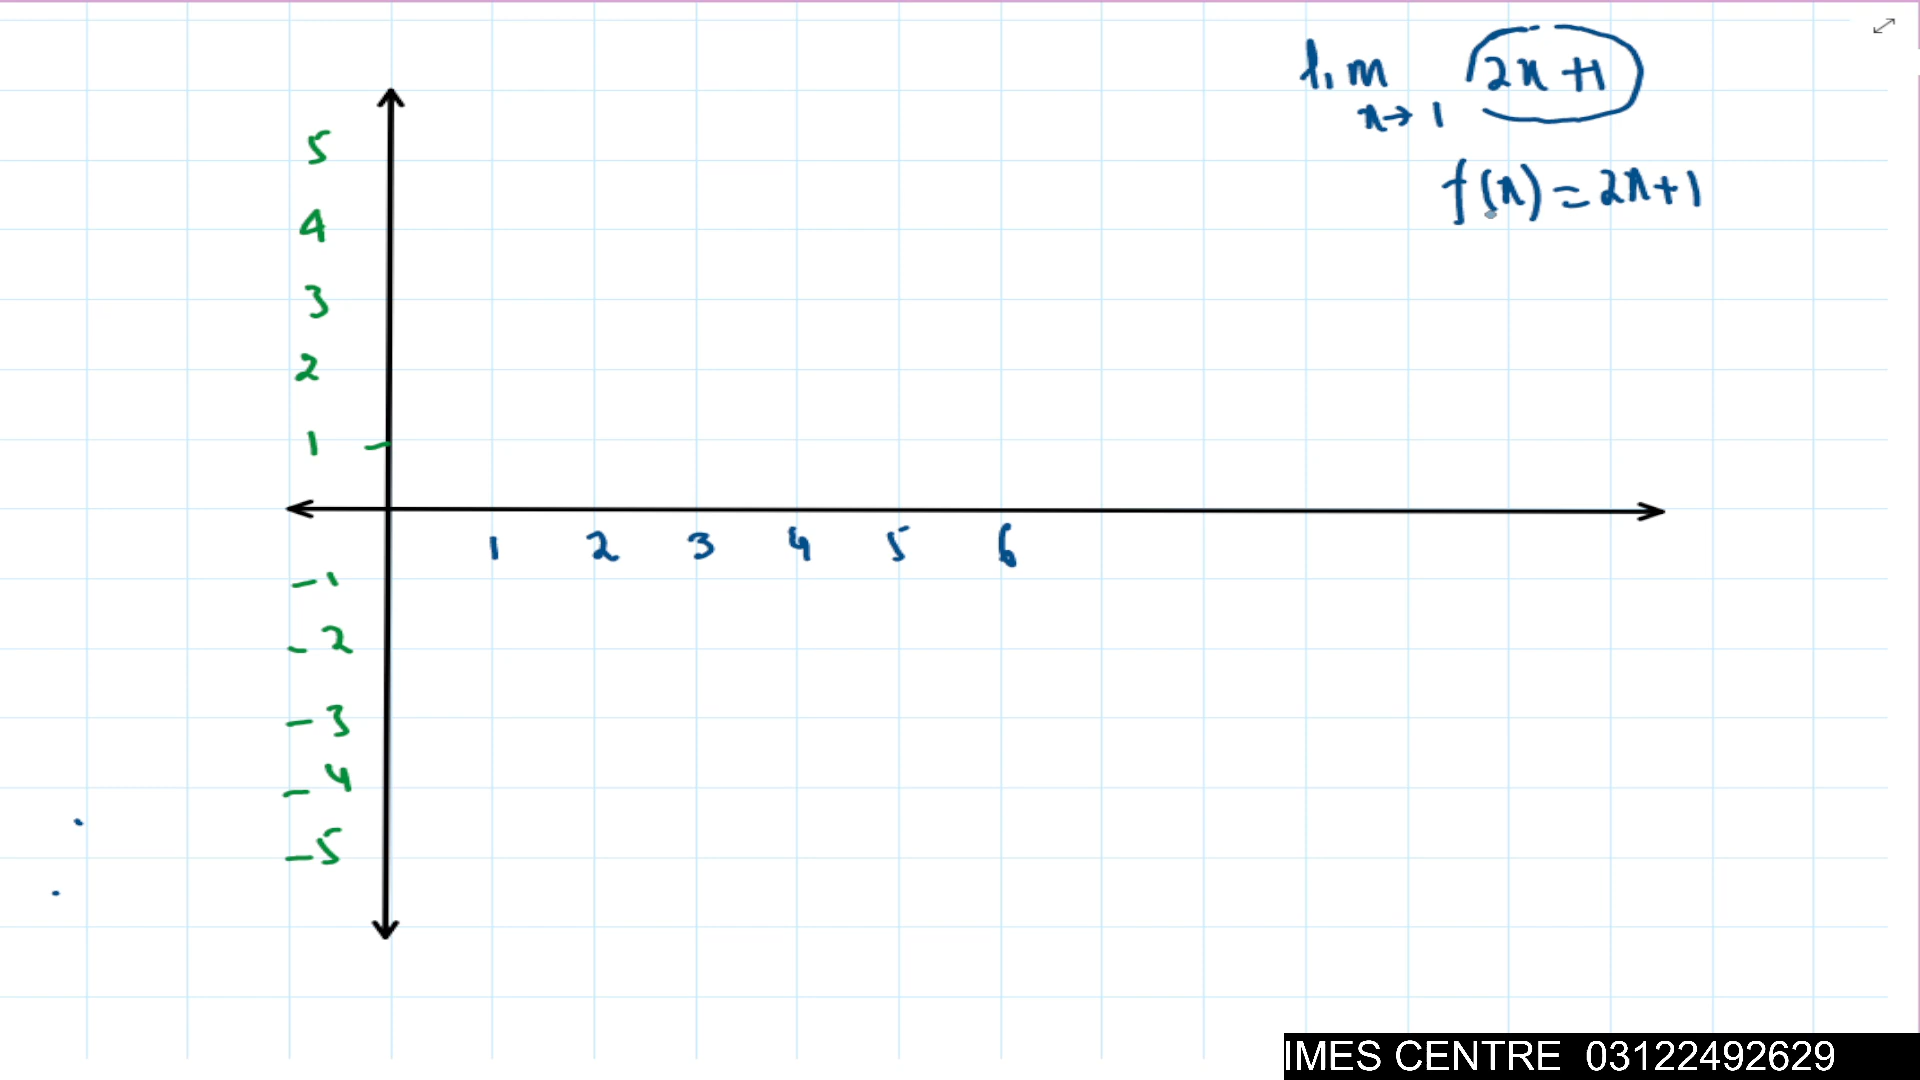 lim 2x+1
x→1
f(x)=2x+1
5
4
3
2
1
1 2 3 4 5 6
-1
-2
-3
-4
-5
IMES CENTRE 03122492629